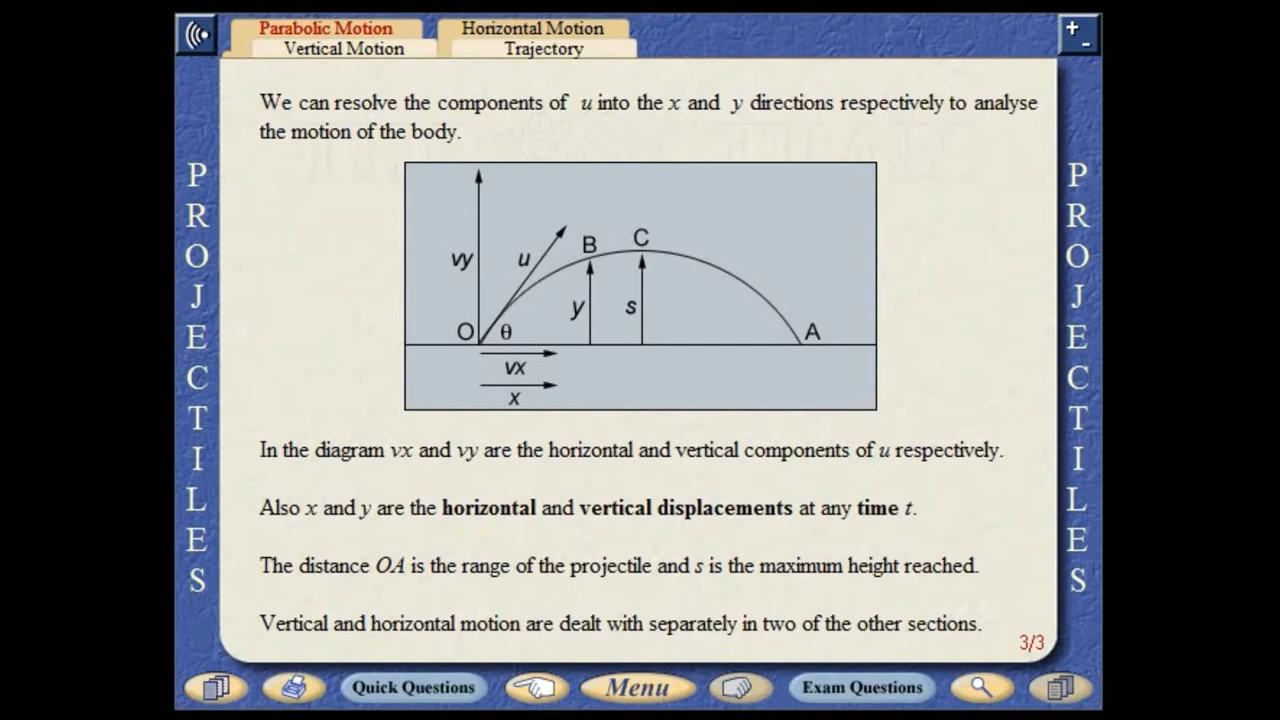 Parabolic Motion
Horizontal Motion
Vertical Motion
Trajectory
+
-
We can resolve the components of u into the x and y directions respectively to analyse
the motion of the body.
vy
u
B
C
y
s
O
θ
A
vx
x
In the diagram vx and vy are the horizontal and vertical components of u respectively.
Also x and y are the horizontal and vertical displacements at any time t.
The distance OA is the range of the projectile and s is the maximum height reached.
Vertical and horizontal motion are dealt with separately in two of the other sections.
3/3
PROJECTILES
PROJECTILES
Quick Questions
Menu
Exam Questions